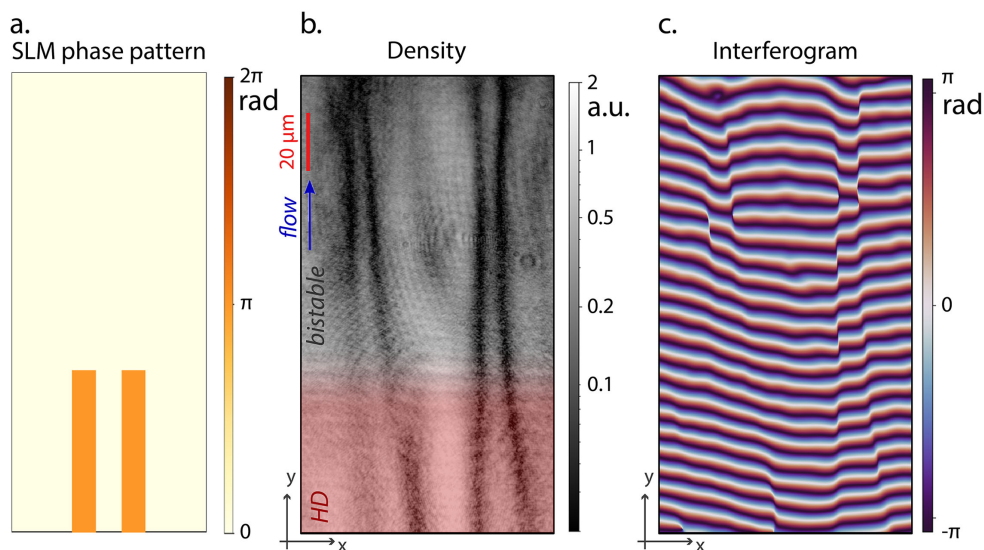 a.
SLM phase pattern
2π
rad
π
0
b.
Density
20 µm
flow
bistable
HD
y
x
2
a.u.
1
0.5
0.2
0.1
c.
Interferogram
y
x
π
rad
0
-π